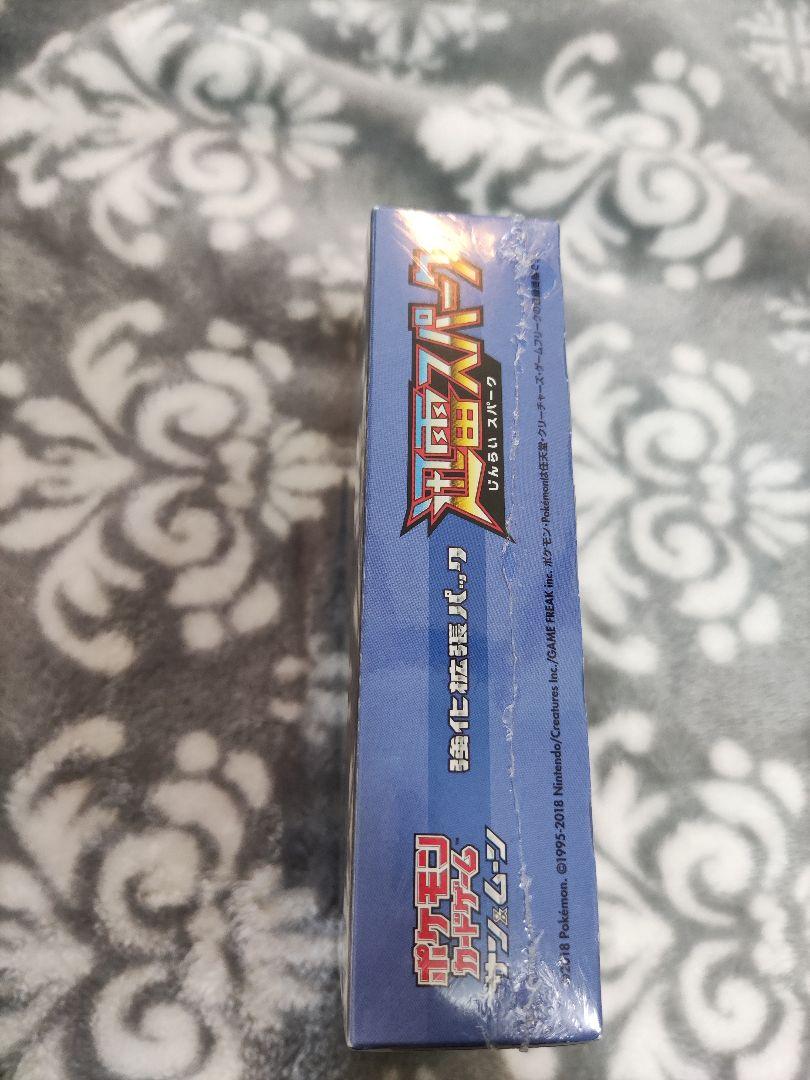 ポケモン
カードゲーム™
サン&ムーン
強化拡張パック
迅雷スパーク
じんらい スパーク
©2018 Pokémon. ©1995-2018 Nintendo/Creatures Inc./GAME FREAK inc. ポケモン・Pokémonは任天堂・クリーチャーズ・ゲームフリークの登録商標です。